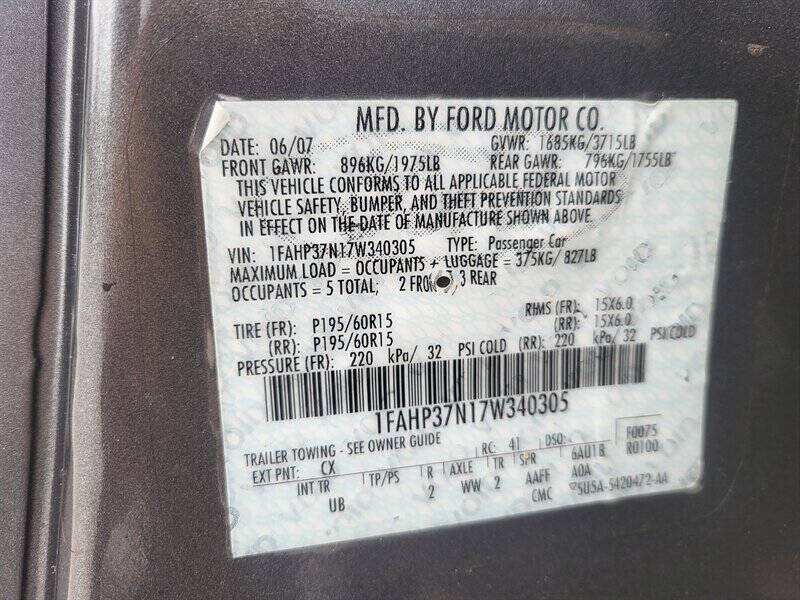 MFD. BY FORD MOTOR CO.
DATE: 06/07 GVWR: 1685KG/3715LB
FRONT GAWR: 896KG/1975LB REAR GAWR: 796KG/1755LB
THIS VEHICLE CONFORMS TO ALL APPLICABLE FEDERAL MOTOR
VEHICLE SAFETY, BUMPER, AND THEFT PREVENTION STANDARDS
IN EFFECT ON THE DATE OF MANUFACTURE SHOWN ABOVE.
VIN: 1FAHP37N17W340305 TYPE: Passenger Car
MAXIMUM LOAD = OCCUPANTS + LUGGAGE = 375KG/827LB
OCCUPANTS = 5 TOTAL; 2 3 REAR
RIMS (FR): 15X6.0
TIRE (FR): P195/60R15 (RR): 15X6.0
(RR): P195/60R15
PRESSURE (FR): 220 kPa/ 32 PSI COLD (RR): 220 kPa/ 32 PSI COLD
1FAHP37N17W340305
TRAILER TOWING - SEE OWNER GUIDE RC: 41 DSO: F0075
EXT PNT: CX R0100
INT TR TP/PS R AXLE TR SPR 6A01B
UB 2 WW 2 AAFF A0A
CMC 5U5A-5420472-AA
VOID